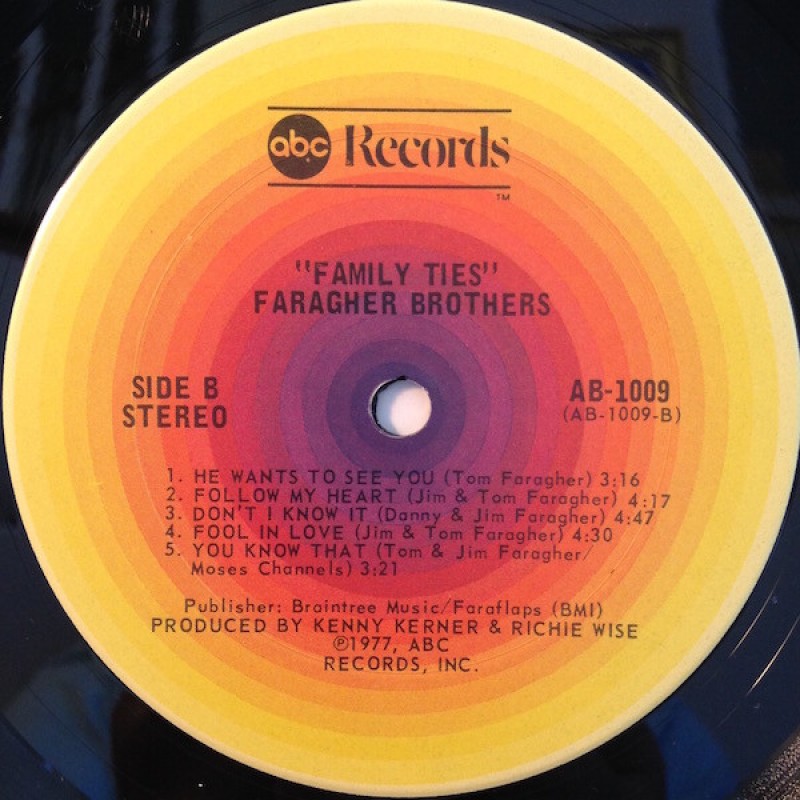 abc Records
TM
"FAMILY TIES"
FARAGHER BROTHERS
SIDE B
STEREO
AB-1009
(AB-1009-B)
1. HE WANTS TO SEE YOU (Tom Faragher) 3:16
2. FOLLOW MY HEART (Jim & Tom Faragher) 4:17
3. DON'T I KNOW IT (Danny & Jim Faragher) 4:47
4. FOOL IN LOVE (Jim & Tom Faragher) 4:30
5. YOU KNOW THAT (Tom & Jim Faragher/
Moses Channels) 3:21
Publisher: Braintree Music/Faraflaps (BMI)
PRODUCED BY KENNY KERNER & RICHIE WISE
℗1977, ABC
RECORDS, INC.